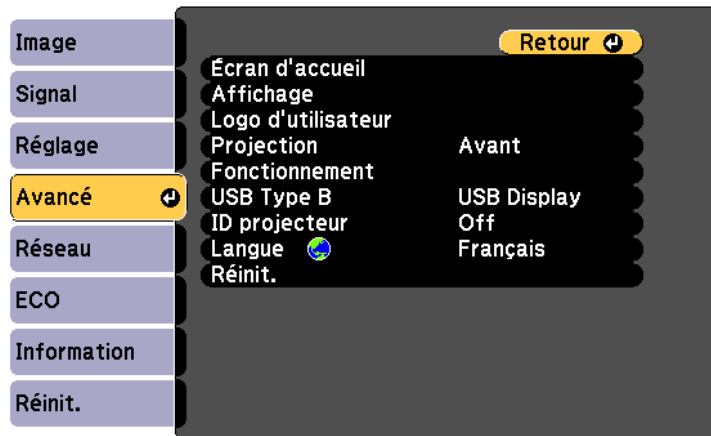 Image
Signal
Réglage
Avancé
Réseau
ECO
Information
Réinit.
Retour
Écran d'accueil
Affichage
Logo d'utilisateur
Projection Avant
Fonctionnement
USB Type B USB Display
ID projecteur Off
Langue Français
Réinit.